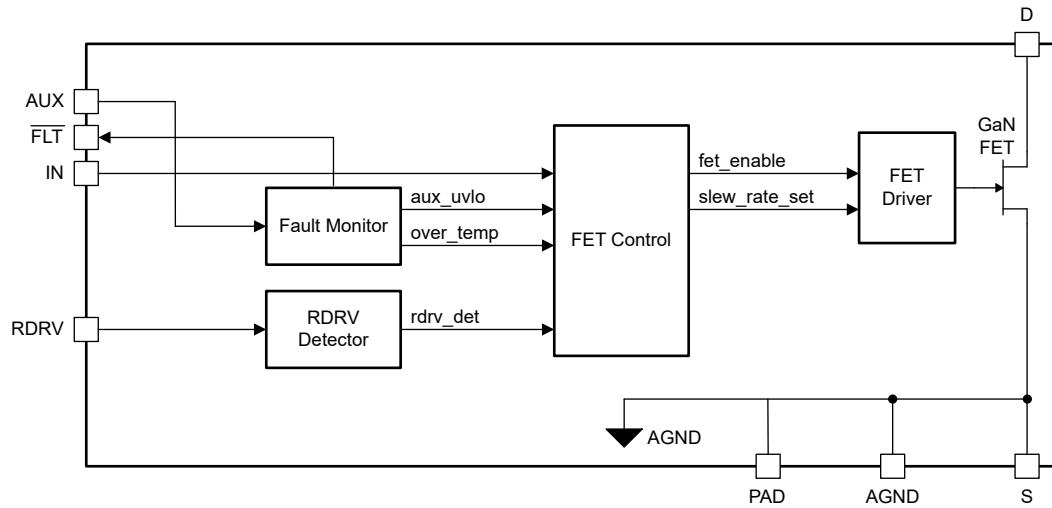 D
AUX
FLT
IN
GaN
FET
fet_enable
slew_rate_set
FET
Driver
aux_uvlo
over_temp
Fault Monitor
FET Control
RDRV
RDRV
Detector
rdrv_det
AGND
PAD
AGND
S